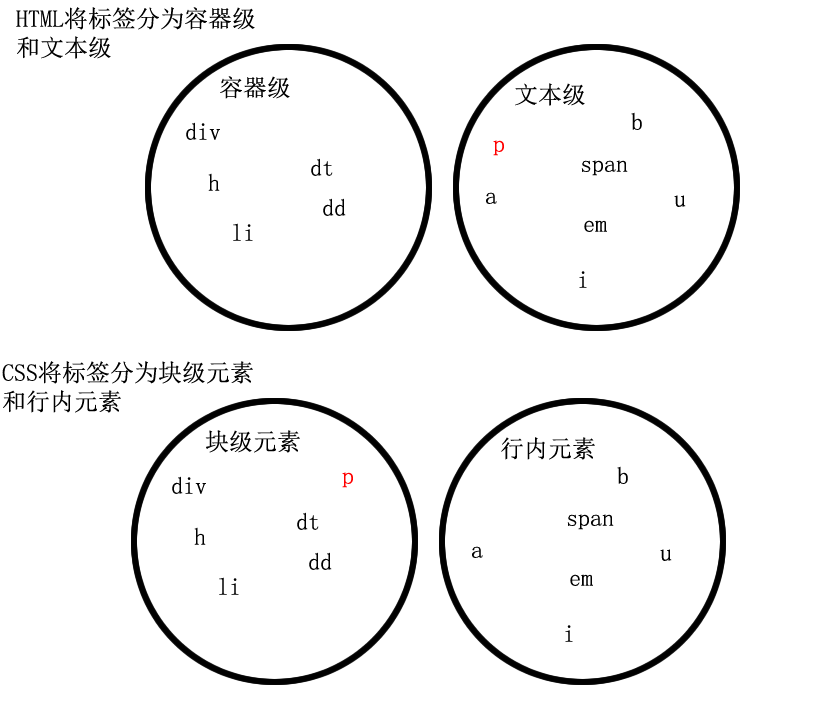 HTML将标签分为容器级
和文本级
容器级
div
h
li
dt
dd
文本级
b
p
span
a
u
em
i
CSS将标签分为块级元素
和行内元素
块级元素
p
div
dt
h
dd
li
行内元素
b
span
a
u
em
i